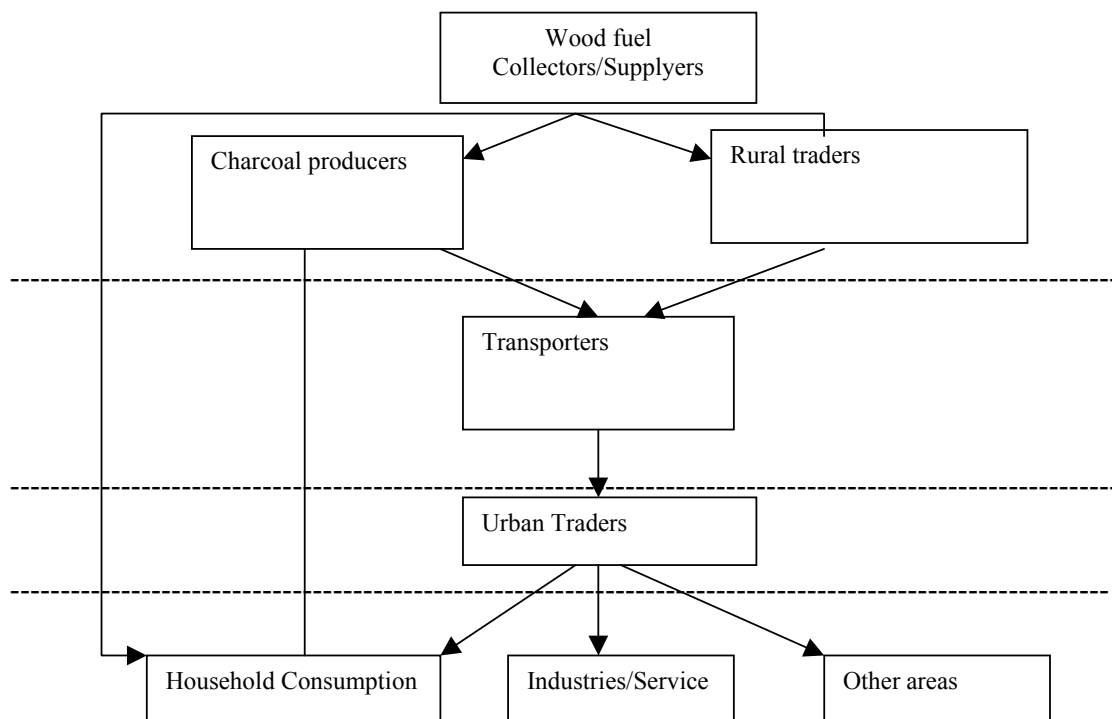 Wood fuel
Collectors/Supplyers
Charcoal producers
Rural traders
Transporters
Urban Traders
Household Consumption
Industries/Service
Other areas